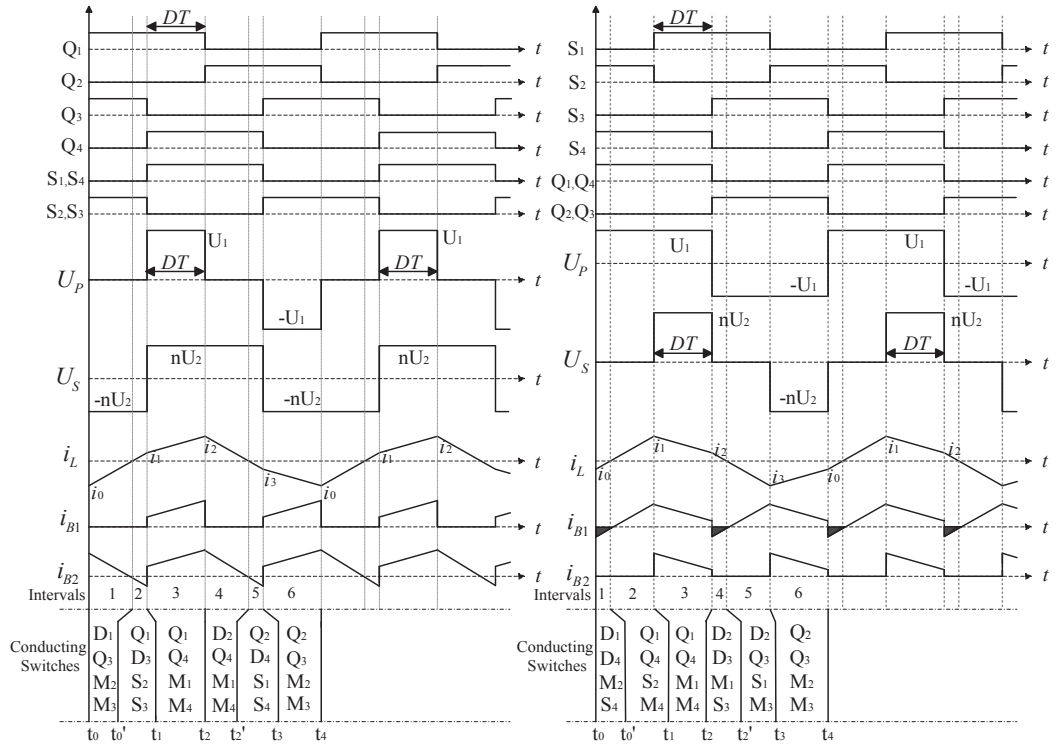 DT
Q1 t
Q2 t
Q3 t
Q4 t
S1,S4 t
S2,S3 t
U1 U1
DT DT
UP t
-U1
nU2 nU2
US t
-nU2 -nU2
iL i0 i1 i2 i3 i0 i1 i2 t
iB1 t
iB2 t
Intervals 1 2 3 4 5 6
Conducting Switches
D1 Q1 Q1 D2 Q2 Q2
Q3 D3 Q4 Q4 D4 Q3
M2 S2 M1 M1 S1 M2
M3 S3 M4 M4 S4 M3
t0 t0' t1 t2 t2' t3 t4
DT
S1 t
S2 t
S3 t
S4 t
Q1,Q4 t
Q2,Q3 t
U1 U1
UP t
-U1 -U1
nU2 nU2
DT DT
US t
-nU2
iL i0 i1 i2 i3 i0 i1 i2 t
iB1 t
iB2 t
Intervals 1 2 3 4 5 6
Conducting Switches
D1 Q1 Q1 D2 D2 Q2
D4 Q4 Q4 D3 Q3 Q3
M2 S2 M1 M1 S1 M2
S4 M4 M4 S3 M3 M3
t0 t0' t1 t2 t2' t3 t4